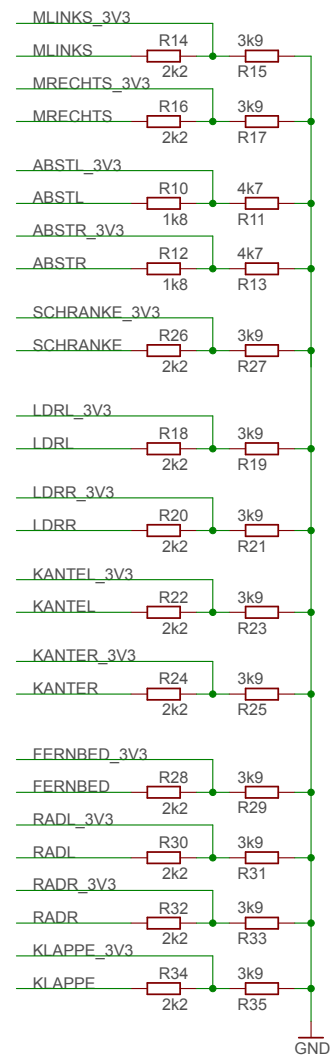 MLINKS_3V3
R14 3k9
MLINKS
2k2 R15
MRECHTS_3V3
R16 3k9
MRECHTS
2k2 R17
ABSTL_3V3
R10 4k7
ABSTL
1k8 R11
ABSTR_3V3
R12 4k7
ABSTR
1k8 R13
SCHRANKE_3V3
R26 3k9
SCHRANKE
2k2 R27
LDRL_3V3
R18 3k9
LDRL
2k2 R19
LDRR_3V3
R20 3k9
LDRR
2k2 R21
KANTEL_3V3
R22 3k9
KANTEL
2k2 R23
KANTER_3V3
R24 3k9
KANTER
2k2 R25
FERNBED_3V3
R28 3k9
FERNBED
2k2 R29
RADL_3V3
R30 3k9
RADL
2k2 R31
RADR_3V3
R32 3k9
RADR
2k2 R33
KLAPPE_3V3
R34 3k9
KLAPPE
2k2 R35
GND